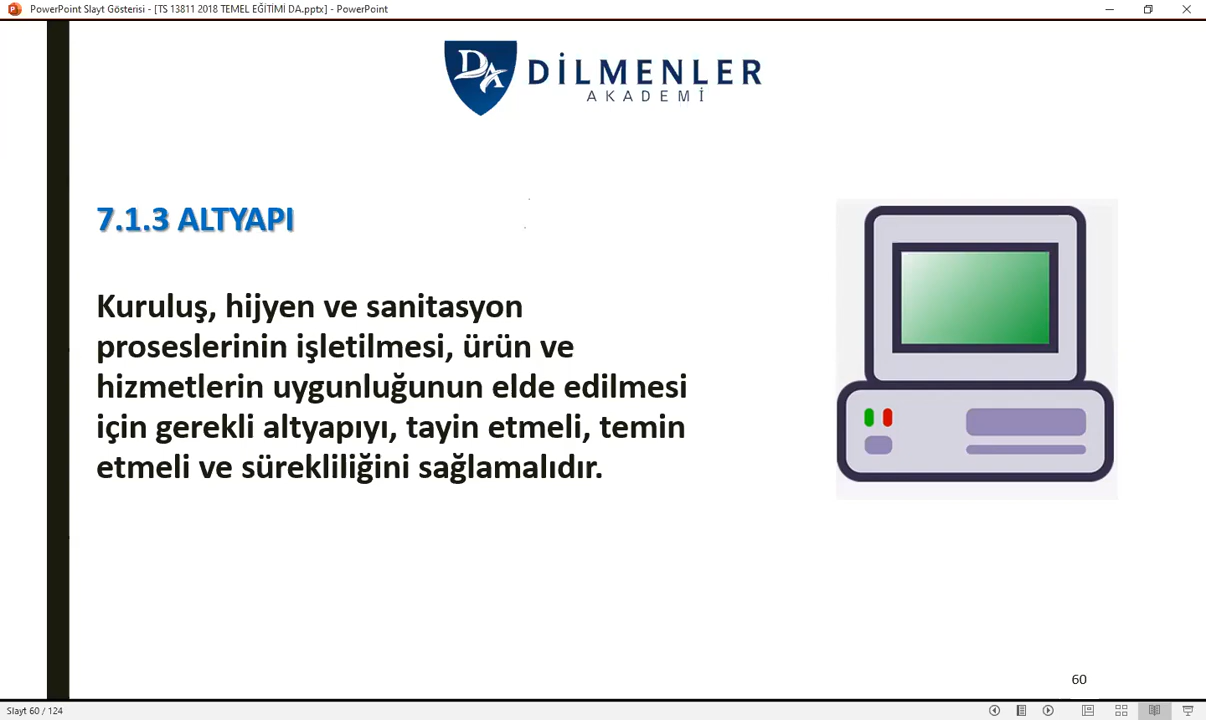 PowerPoint Slayt Gösterisi - [TS 13811 2018 TEMEL EĞİTİMİ DA.pptx] - PowerPoint
DA DİLMENLER
AKADEMİ
7.1.3 ALTYAPI
Kuruluş, hijyen ve sanitasyon
proseslerinin işletilmesi, ürün ve
hizmetlerin uygunluğunun elde edilmesi
için gerekli altyapıyı, tayin etmeli, temin
etmeli ve sürekliliğini sağlamalıdır.
60
Slayt 60 / 124